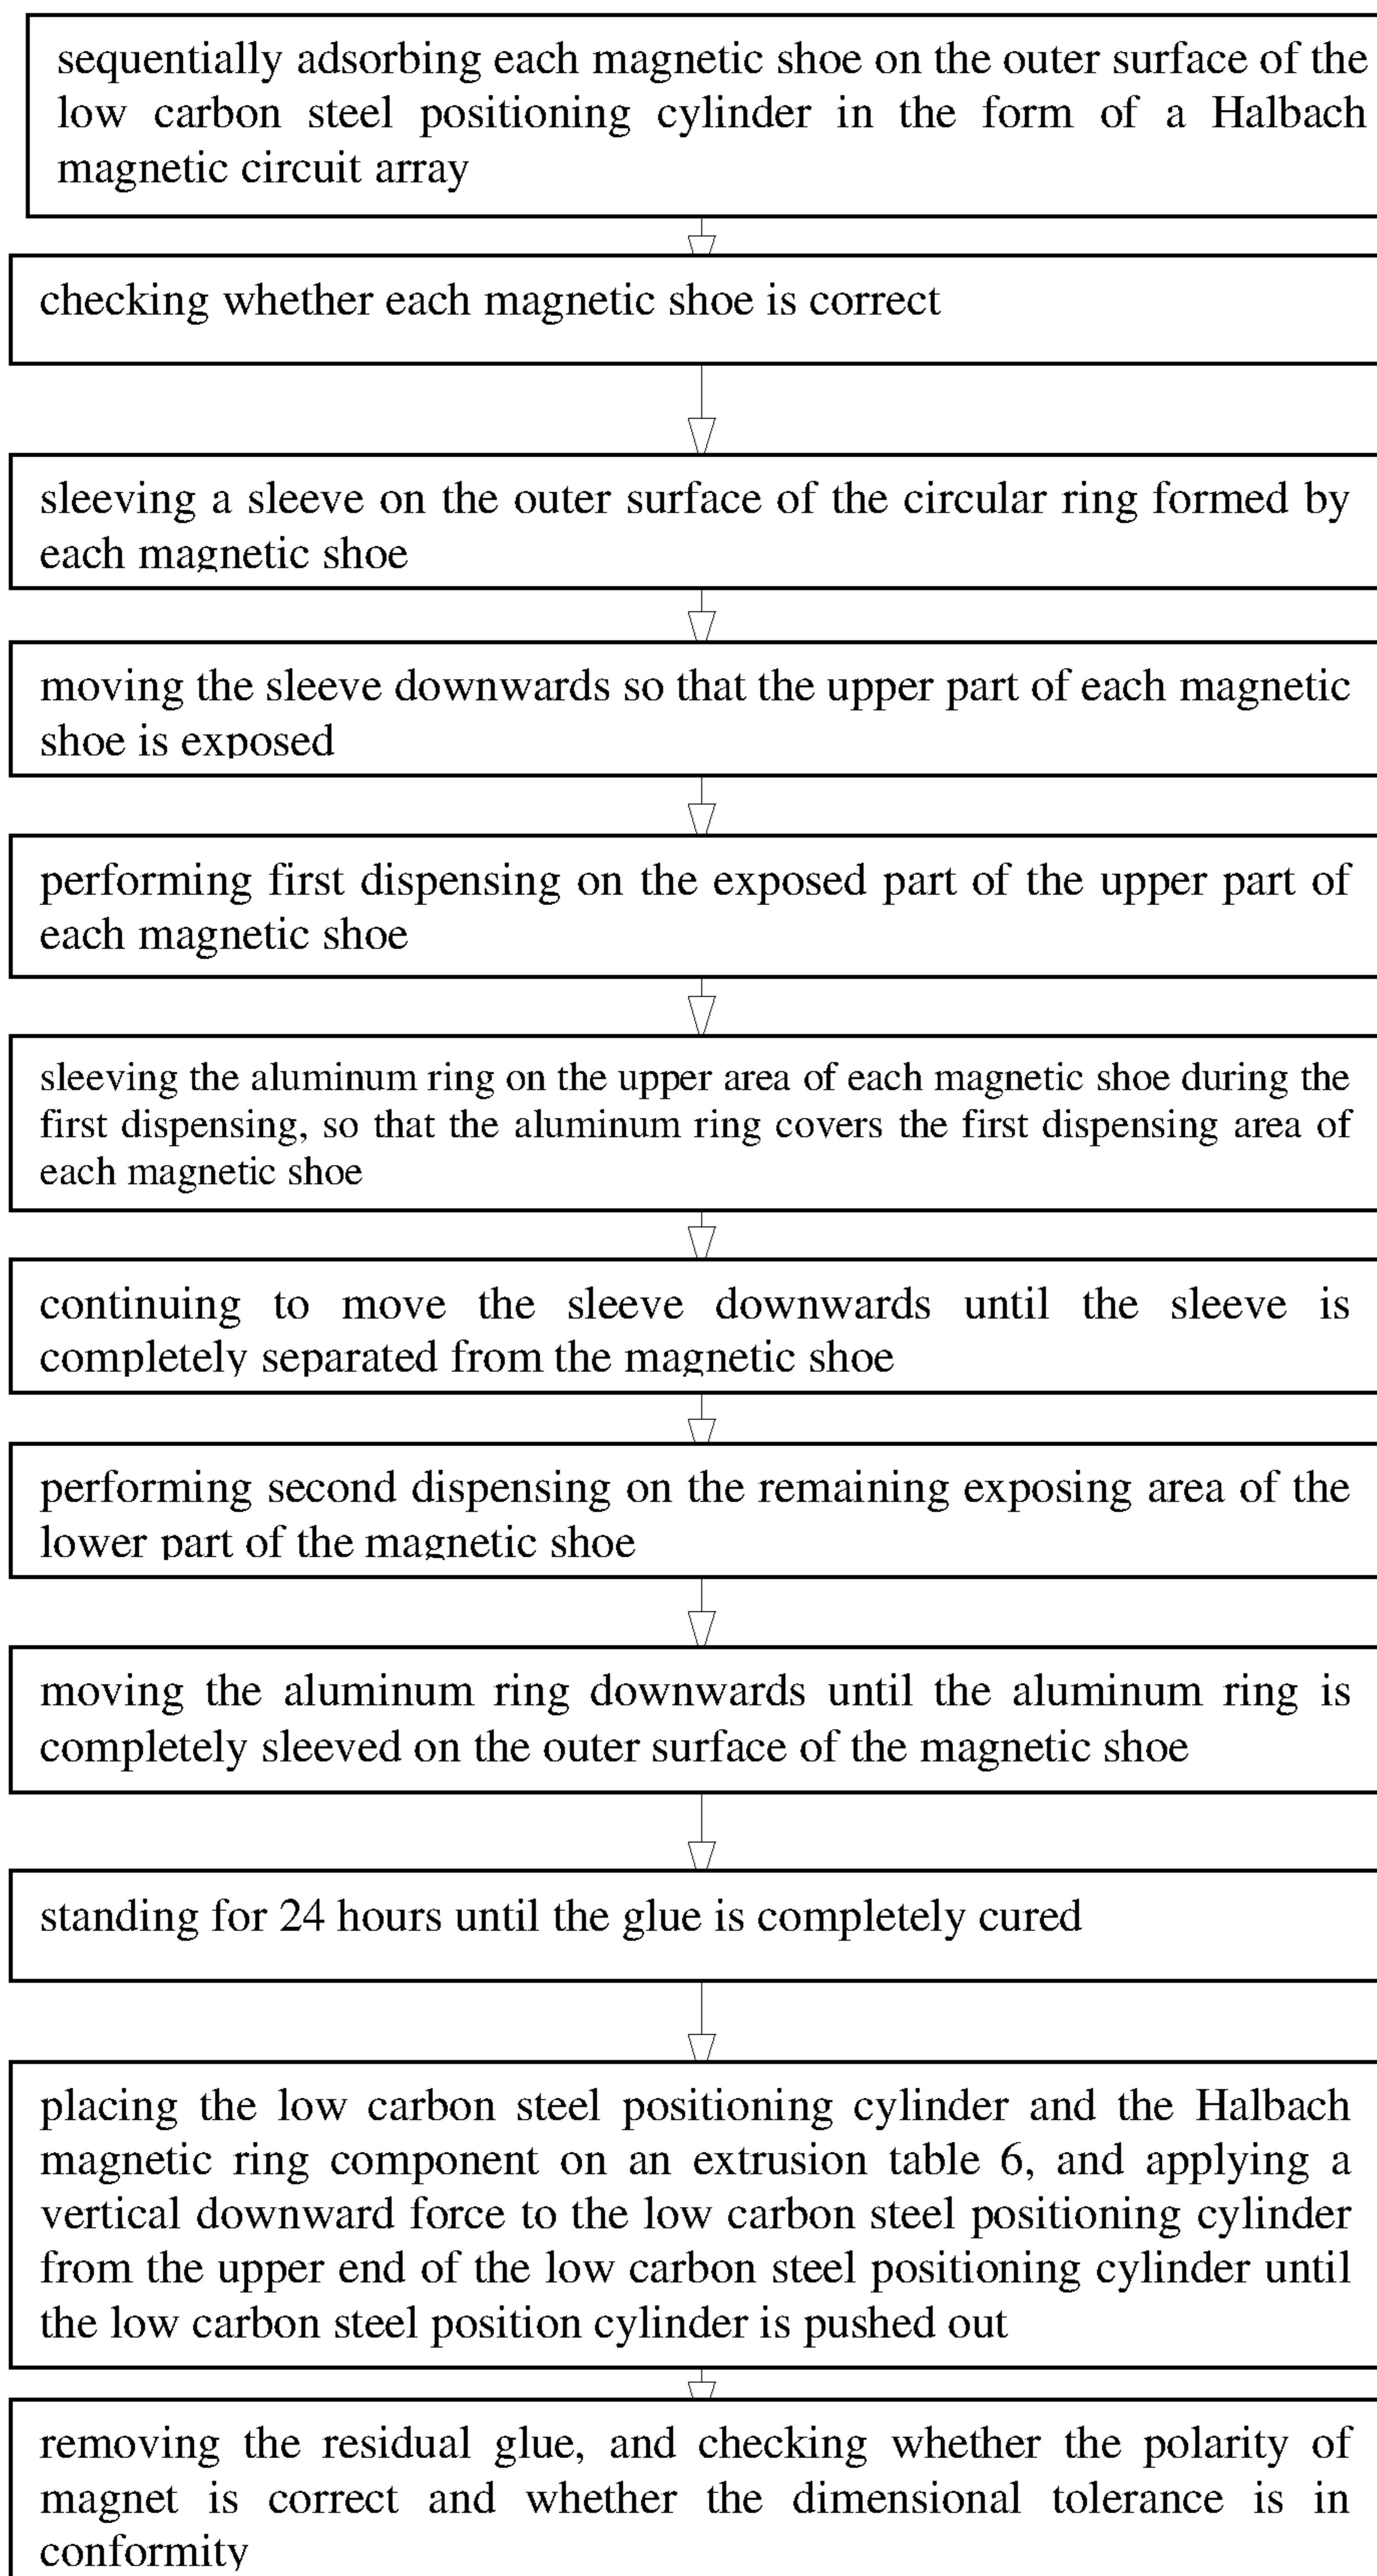 sequentially adsorbing each magnetic shoe on the outer surface of the
low carbon steel positioning cylinder in the form of a Halbach
magnetic circuit array
checking whether each magnetic shoe is correct
sleeving a sleeve on the outer surface of the circular ring formed by
each magnetic shoe
moving the sleeve downwards so that the upper part of each magnetic
shoe is exposed
performing first dispensing on the exposed part of the upper part of
each magnetic shoe
sleeving the aluminum ring on the upper area of each magnetic shoe during the
first dispensing, so that the aluminum ring covers the first dispensing area of
each magnetic shoe
continuing to move the sleeve downwards until the sleeve is
completely separated from the magnetic shoe
performing second dispensing on the remaining exposing area of the
lower part of the magnetic shoe
moving the aluminum ring downwards until the aluminum ring is
completely sleeved on the outer surface of the magnetic shoe
standing for 24 hours until the glue is completely cured
placing the low carbon steel positioning cylinder and the Halbach
magnetic ring component on an extrusion table 6, and applying a
vertical downward force to the low carbon steel positioning cylinder
from the upper end of the low carbon steel positioning cylinder until
the low carbon steel position cylinder is pushed out
removing the residual glue, and checking whether the polarity of
magnet is correct and whether the dimensional tolerance is in
conformity